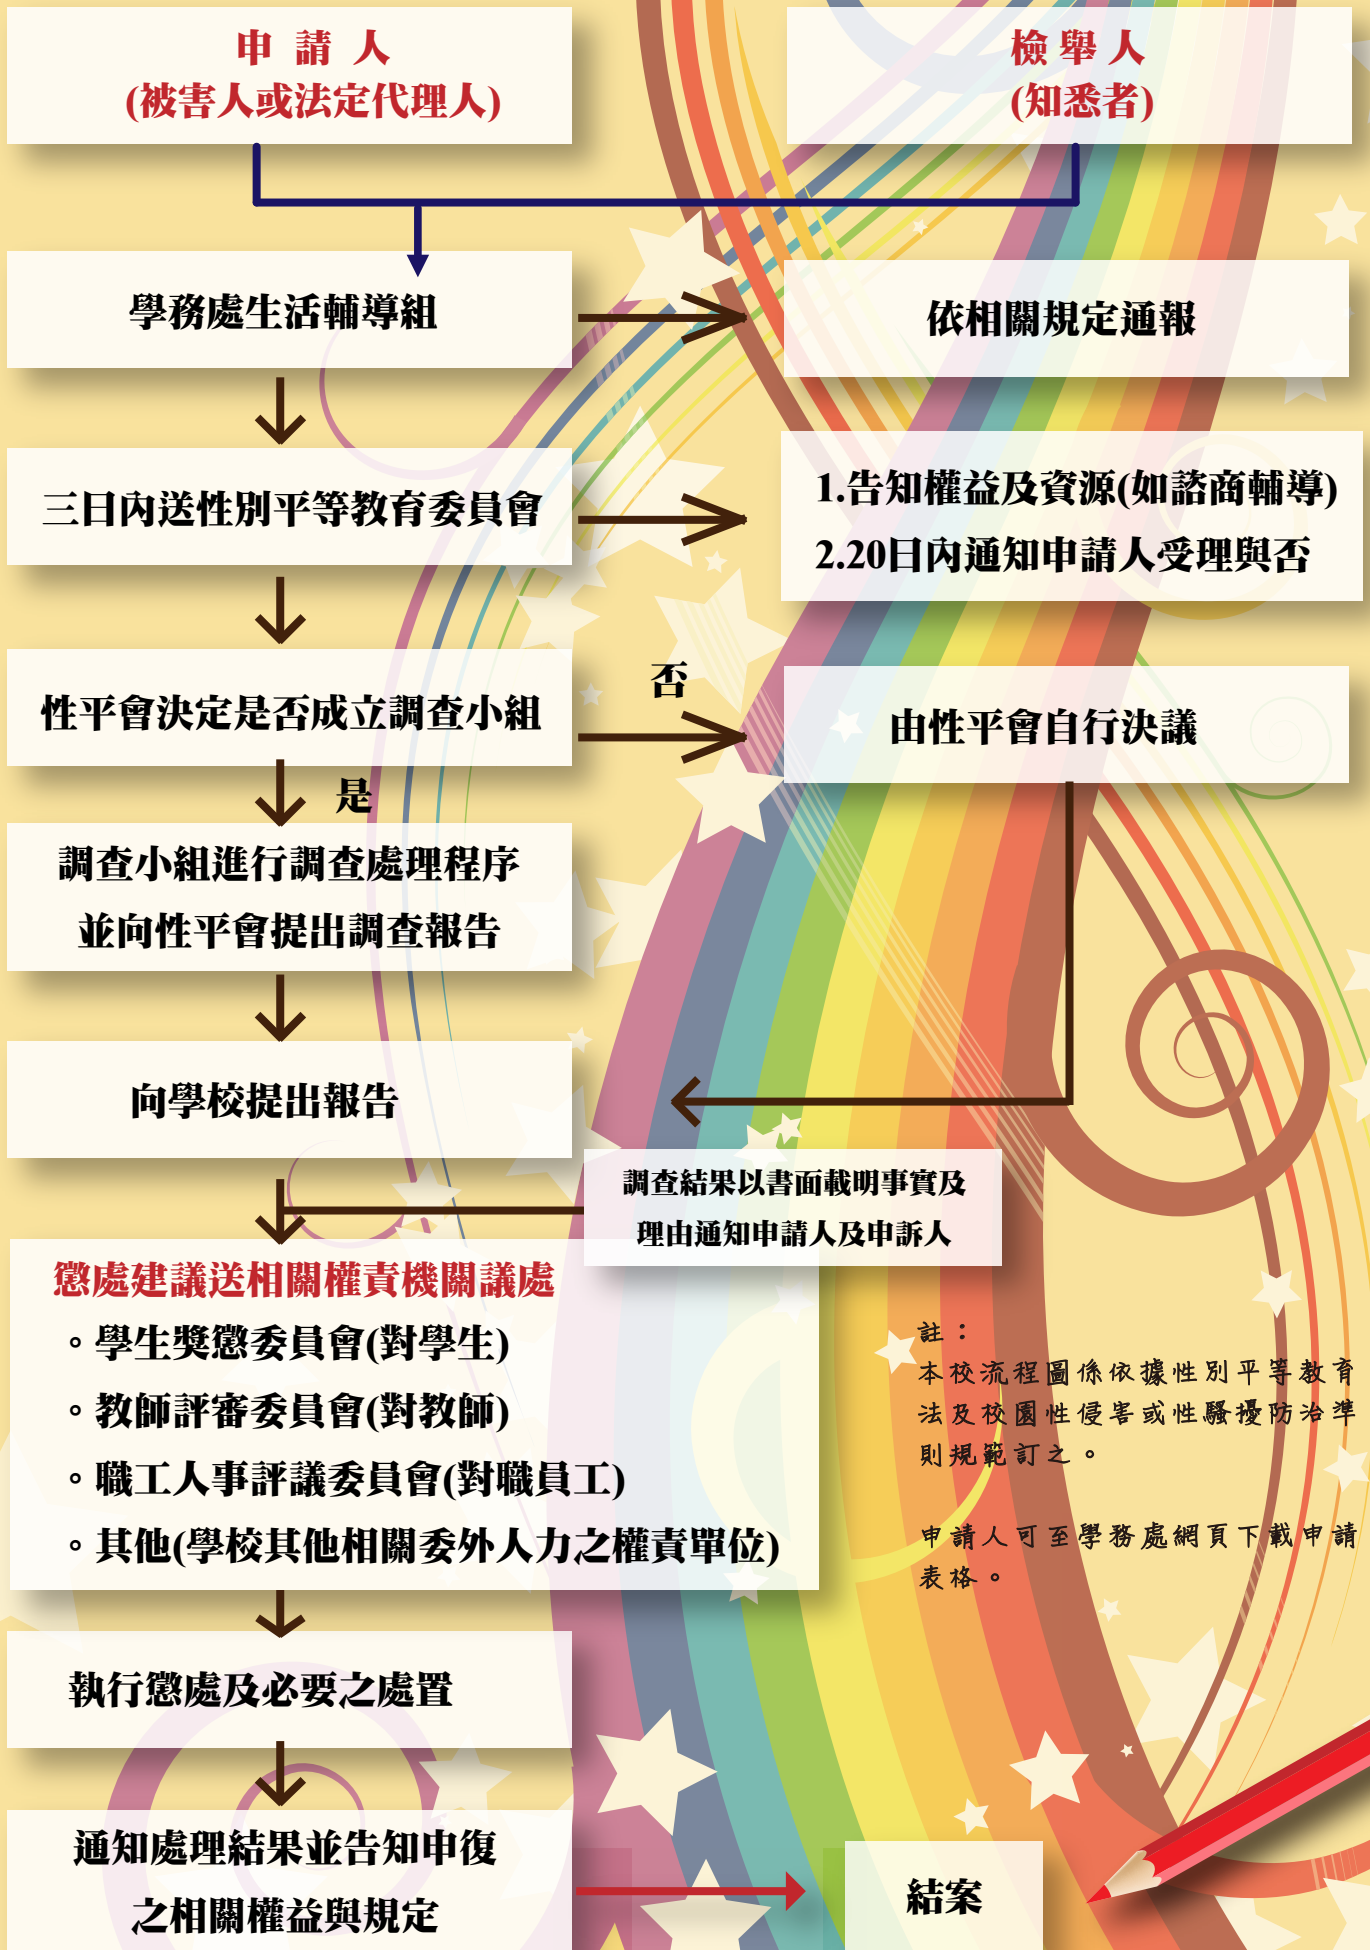 申 請 人
(被害人或法定代理人)
檢 舉 人
(知悉者)
學務處生活輔導組
依相關規定通報
三日內送性別平等教育委員會
1.告知權益及資源(如諮商輔導)
2.20日內通知申請人受理與否
性平會決定是否成立調查小組
否
由性平會自行決議
是
調查小組進行調查處理程序
並向性平會提出調查報告
向學校提出報告
調查結果以書面載明事實及
理由通知申請人及申訴人
懲處建議送相關權責機關議處
。學生獎懲委員會(對學生)
。教師評審委員會(對教師)
。職工人事評議委員會(對職員工)
。其他(學校其他相關委外人力之權責單位)
註：
本校流程圖係依據性別平等教育
法及校園性侵害或性騷擾防治準
則規範訂之。
申請人可至學務處網頁下載申請
表格。
執行懲處及必要之處置
通知處理結果並告知申復
之相關權益與規定
結案